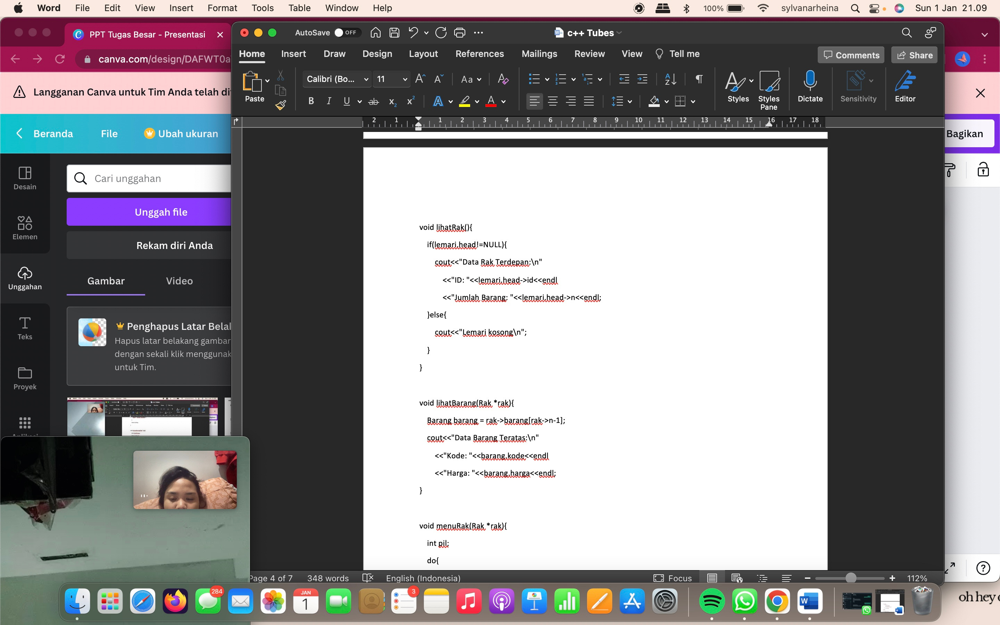 Word File Edit View Insert Format Tools Table Window Help 100% sylvanarheina Sun 1 Jan 21.09
PPT Tugas Besar - Presentasi
canva.com/design/DAFWT0a
Langganan Canva untuk Tim Anda telah di
Beranda File Ubah ukuran
Bagikan
Desain
Elemen
Unggahan
Teks
Proyek
Cari unggahan
Unggah file
Rekam diri Anda
Gambar Video
Penghapus Latar Bela
Hapus latar belakang gambar
dengan sekali klik menggunak
untuk Tim.
AutoSave OFF c++ Tubes
Home Insert Draw Design Layout References Mailings Review View Tell me Comments Share
Paste
Calibri (Bo... 11
Aa
B I U ab x2 x2 A A
Styles
Styles Pane
Dictate
Sensitivity
Editor
2 1 1 2 3 4 5 6 7 8 9 10 11 12 13 14 15 16 17 18
void lihatRak(){
if(lemari.head!=NULL){
cout<<"Data Rak Terdepan:\n"
<<"ID: "<<lemari.head->id<<endl
<<"Jumlah Barang: "<<lemari.head->n<<endl;
}else{
cout<<"Lemari kosong\n";
}
}
void lihatBarang(Rak *rak){
Barang barang = rak->barang[rak->n-1];
cout<<"Data Barang Teratas:\n"
<<"Kode: "<<barang.kode<<endl
<<"Harga: "<<barang.harga<<endl;
}
void menuRak(Rak *rak){
int pil;
do{
Page 4 of 7 348 words English (Indonesia) Focus 112%
284
JAN
1
3
oh hey